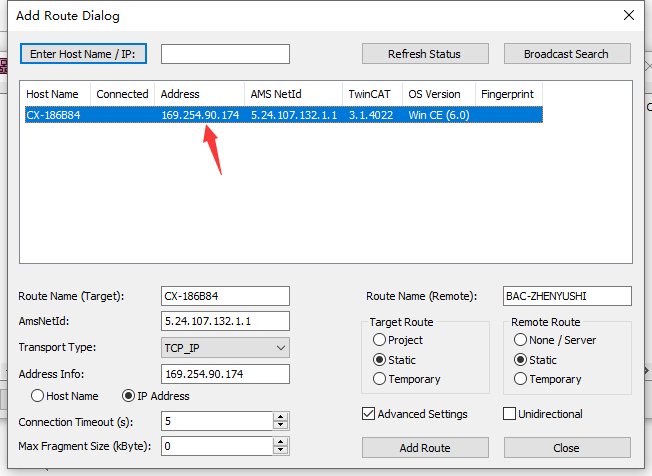 Add Route Dialog
Enter Host Name / IP:
Refresh Status
Broadcast Search
Host Name Connected Address AMS NetId TwinCAT OS Version Fingerprint
CX-186B84 169.254.90.174 5.24.107.132.1.1 3.1.4022 Win CE (6.0)
Route Name (Target): CX-186B84
Route Name (Remote): BAC-ZHENYUSHI
AmsNetId: 5.24.107.132.1.1
Target Route
Remote Route
Transport Type: TCP_IP
Project
None / Server
Address Info: 169.254.90.174
Static
Static
Host Name
IP Address
Temporary
Temporary
Connection Timeout (s): 5
Advanced Settings
Unidirectional
Max Fragment Size (kByte): 0
Add Route
Close